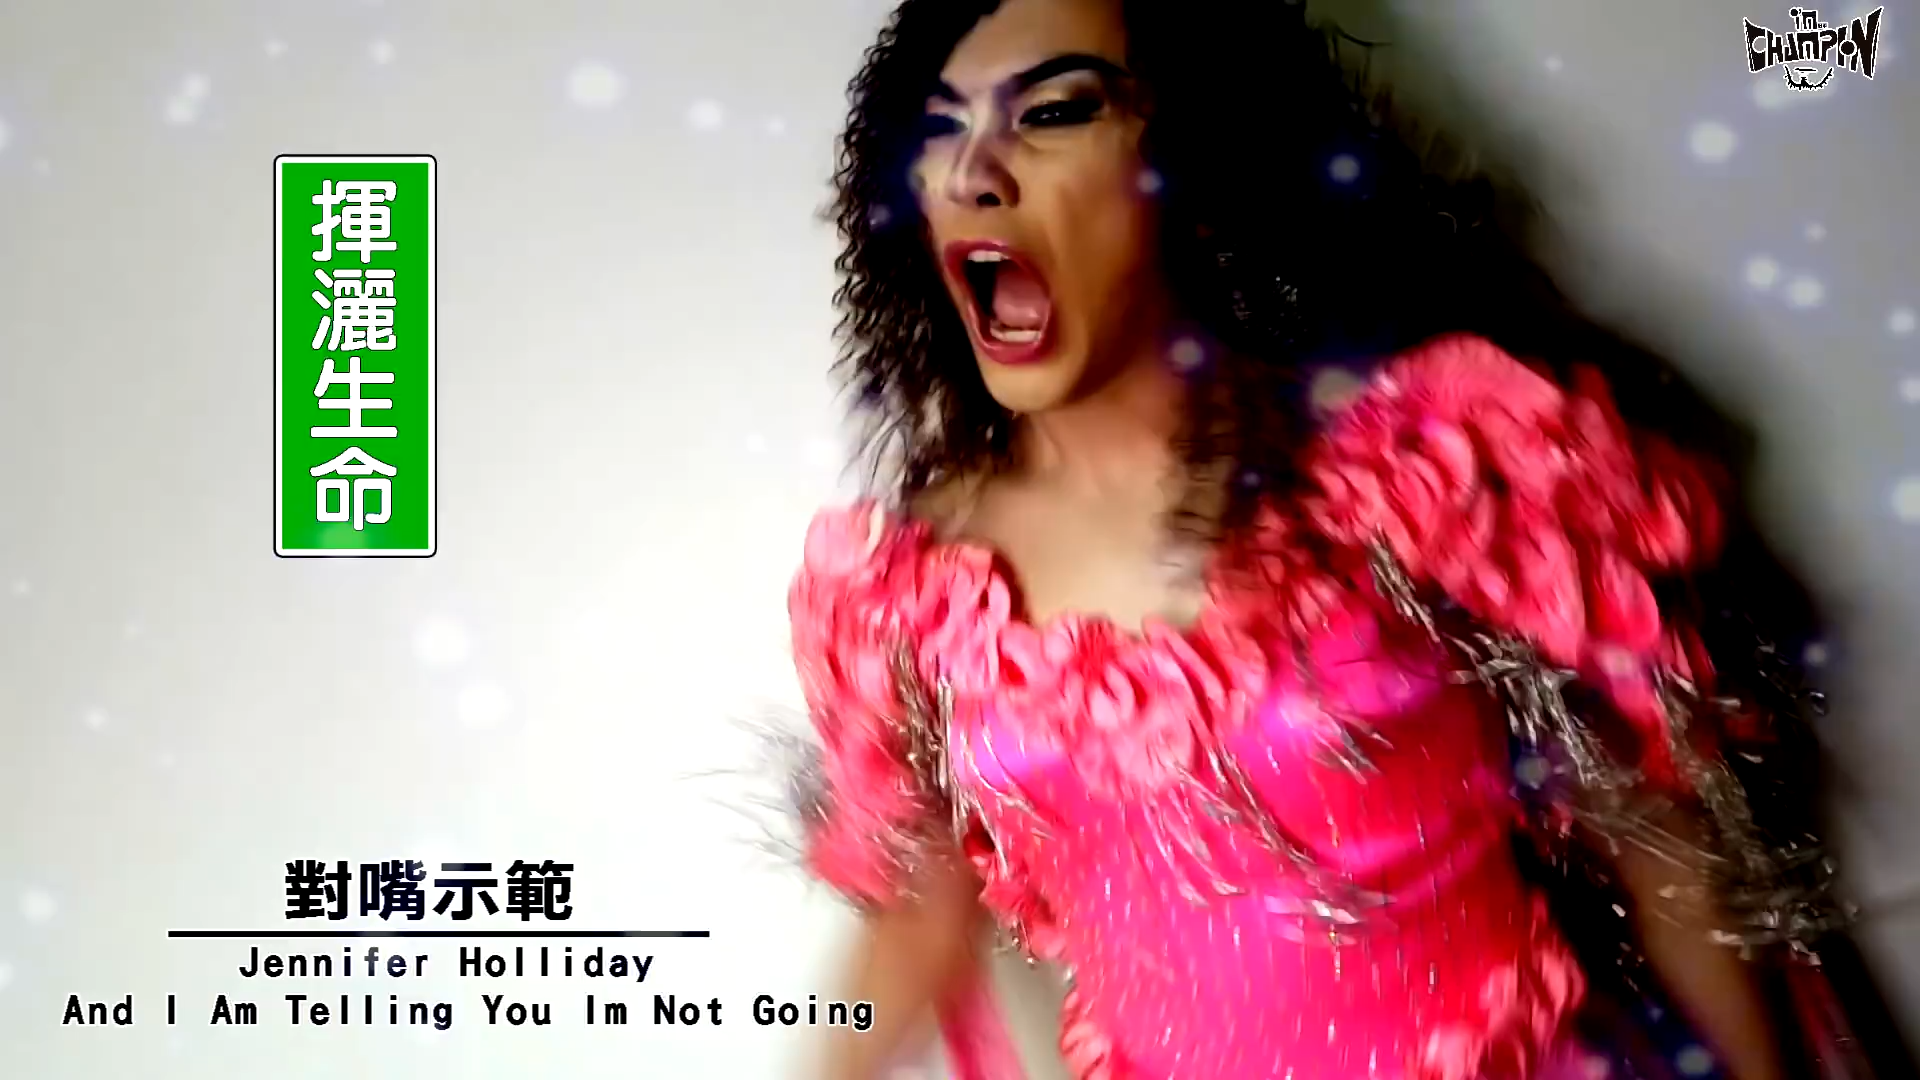 in
CHAMPION
揮灑生命
對嘴示範
Jennifer Holliday
And I Am Telling You Im Not Going